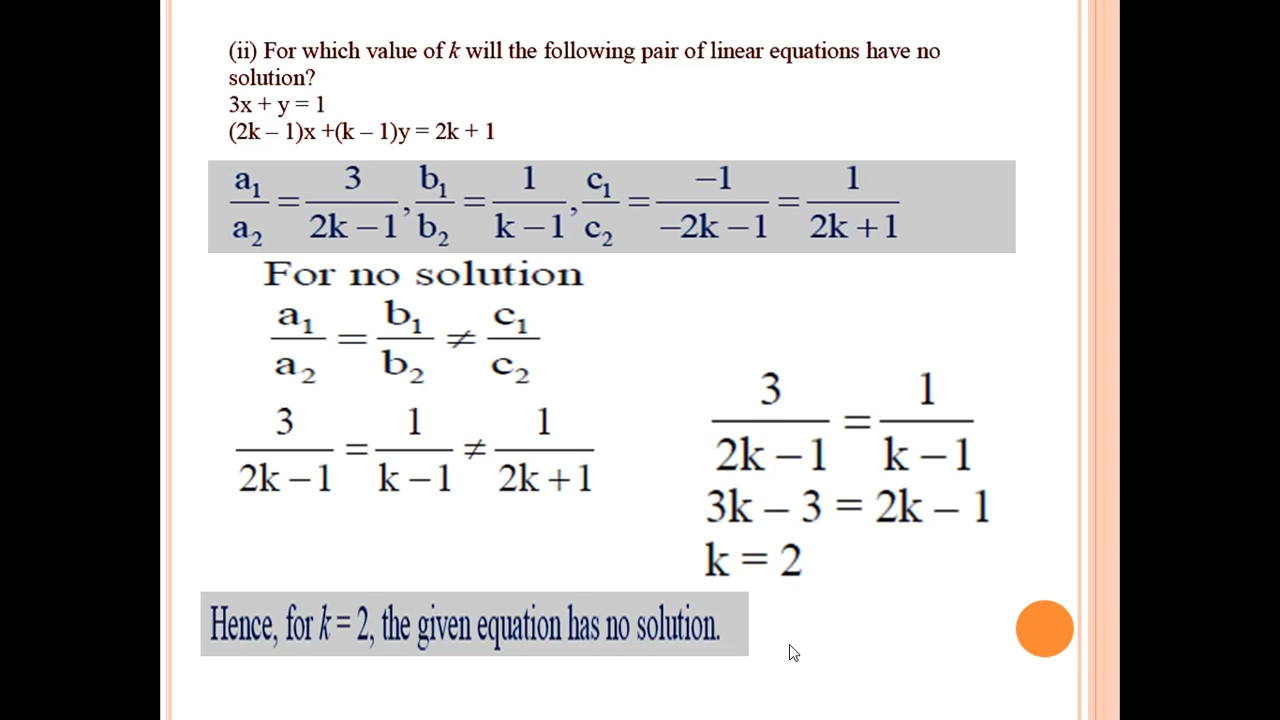 (ii) For which value of k will the following pair of linear equations have no
solution?
3x + y = 1
(2k – 1)x +(k – 1)y = 2k + 1
a₁/a₂ = 3/(2k – 1), b₁/b₂ = 1/(k – 1), c₁/c₂ = –1/(–2k – 1) = 1/(2k + 1)
For no solution
a₁/a₂ = b₁/b₂ ≠ c₁/c₂
3/(2k – 1) = 1/(k – 1) ≠ 1/(2k + 1)
3/(2k – 1) = 1/(k – 1)
3k – 3 = 2k – 1
k = 2
Hence, for k = 2, the given equation has no solution.